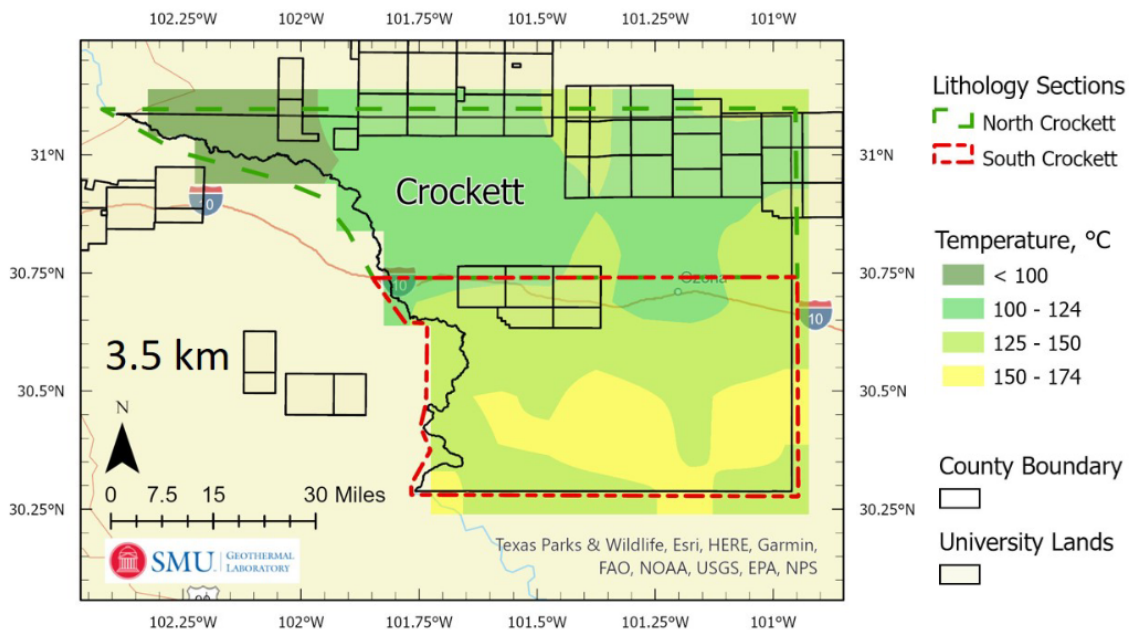 102.25°W 102°W 101.75°W 101.5°W 101.25°W 101°W
Lithology Sections
North Crockett
South Crockett
31°N
31°N
Crockett
20
Temperature, °C
30.75°N
30.75°N
10
Ozona
< 100
10
100 - 124
125 - 150
3.5 km
150 - 174
30.5°N
30.5°N
N
County Boundary
0 7.5 15 30 Miles
30.25°N
30.25°N
University Lands
SMU. GEOTHERMAL
LABORATORY
Texas Parks & Wildlife, Esri, HERE, Garmin,
FAO, NOAA, USGS, EPA, NPS
102.25°W 102°W 101.75°W 101.5°W 101.25°W 101°W